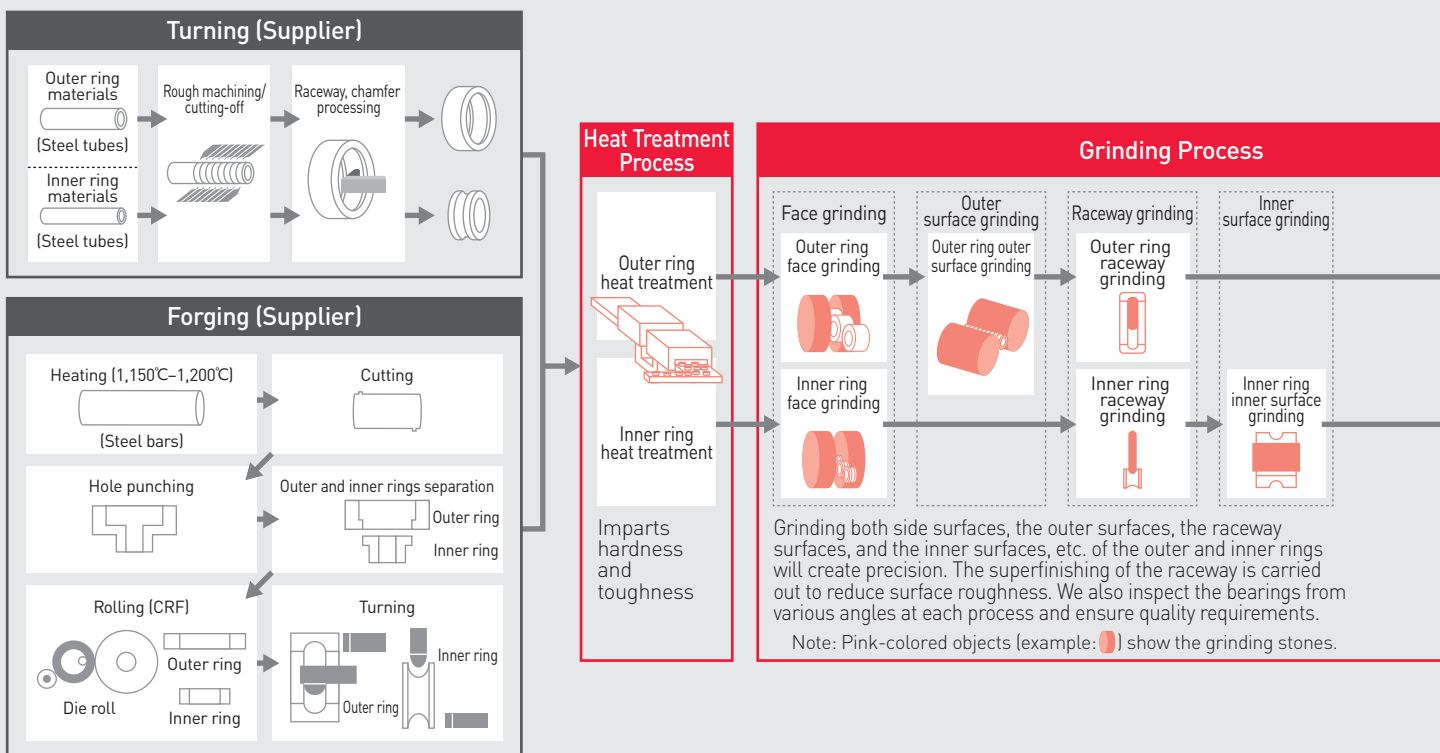 Turning (Supplier)
Outer ring
materials
(Steel tubes)
Inner ring
materials
(Steel tubes)
Rough machining/
cutting-off
Raceway, chamfer
processing
Forging (Supplier)
Heating (1,150℃–1,200℃)
(Steel bars)
Cutting
Hole punching
Outer and inner rings separation
Outer ring
Inner ring
Rolling (CRF)
Outer ring
Die roll
Inner ring
Turning
Inner ring
Outer ring
Heat Treatment
Process
Outer ring
heat treatment
Inner ring
heat treatment
Imparts
hardness
and
toughness
Grinding Process
Face grinding
Outer ring
face grinding
Inner ring
face grinding
Outer
surface grinding
Outer ring outer
surface grinding
Raceway grinding
Outer ring
raceway
grinding
Inner ring
raceway
grinding
Inner
surface grinding
Inner ring
inner surface
grinding
Grinding both side surfaces, the outer surfaces, the raceway
surfaces, and the inner surfaces, etc. of the outer and inner rings
will create precision. The superfinishing of the raceway is carried
out to reduce surface roughness. We also inspect the bearings from
various angles at each process and ensure quality requirements.
Note: Pink-colored objects (example: ) show the grinding stones.